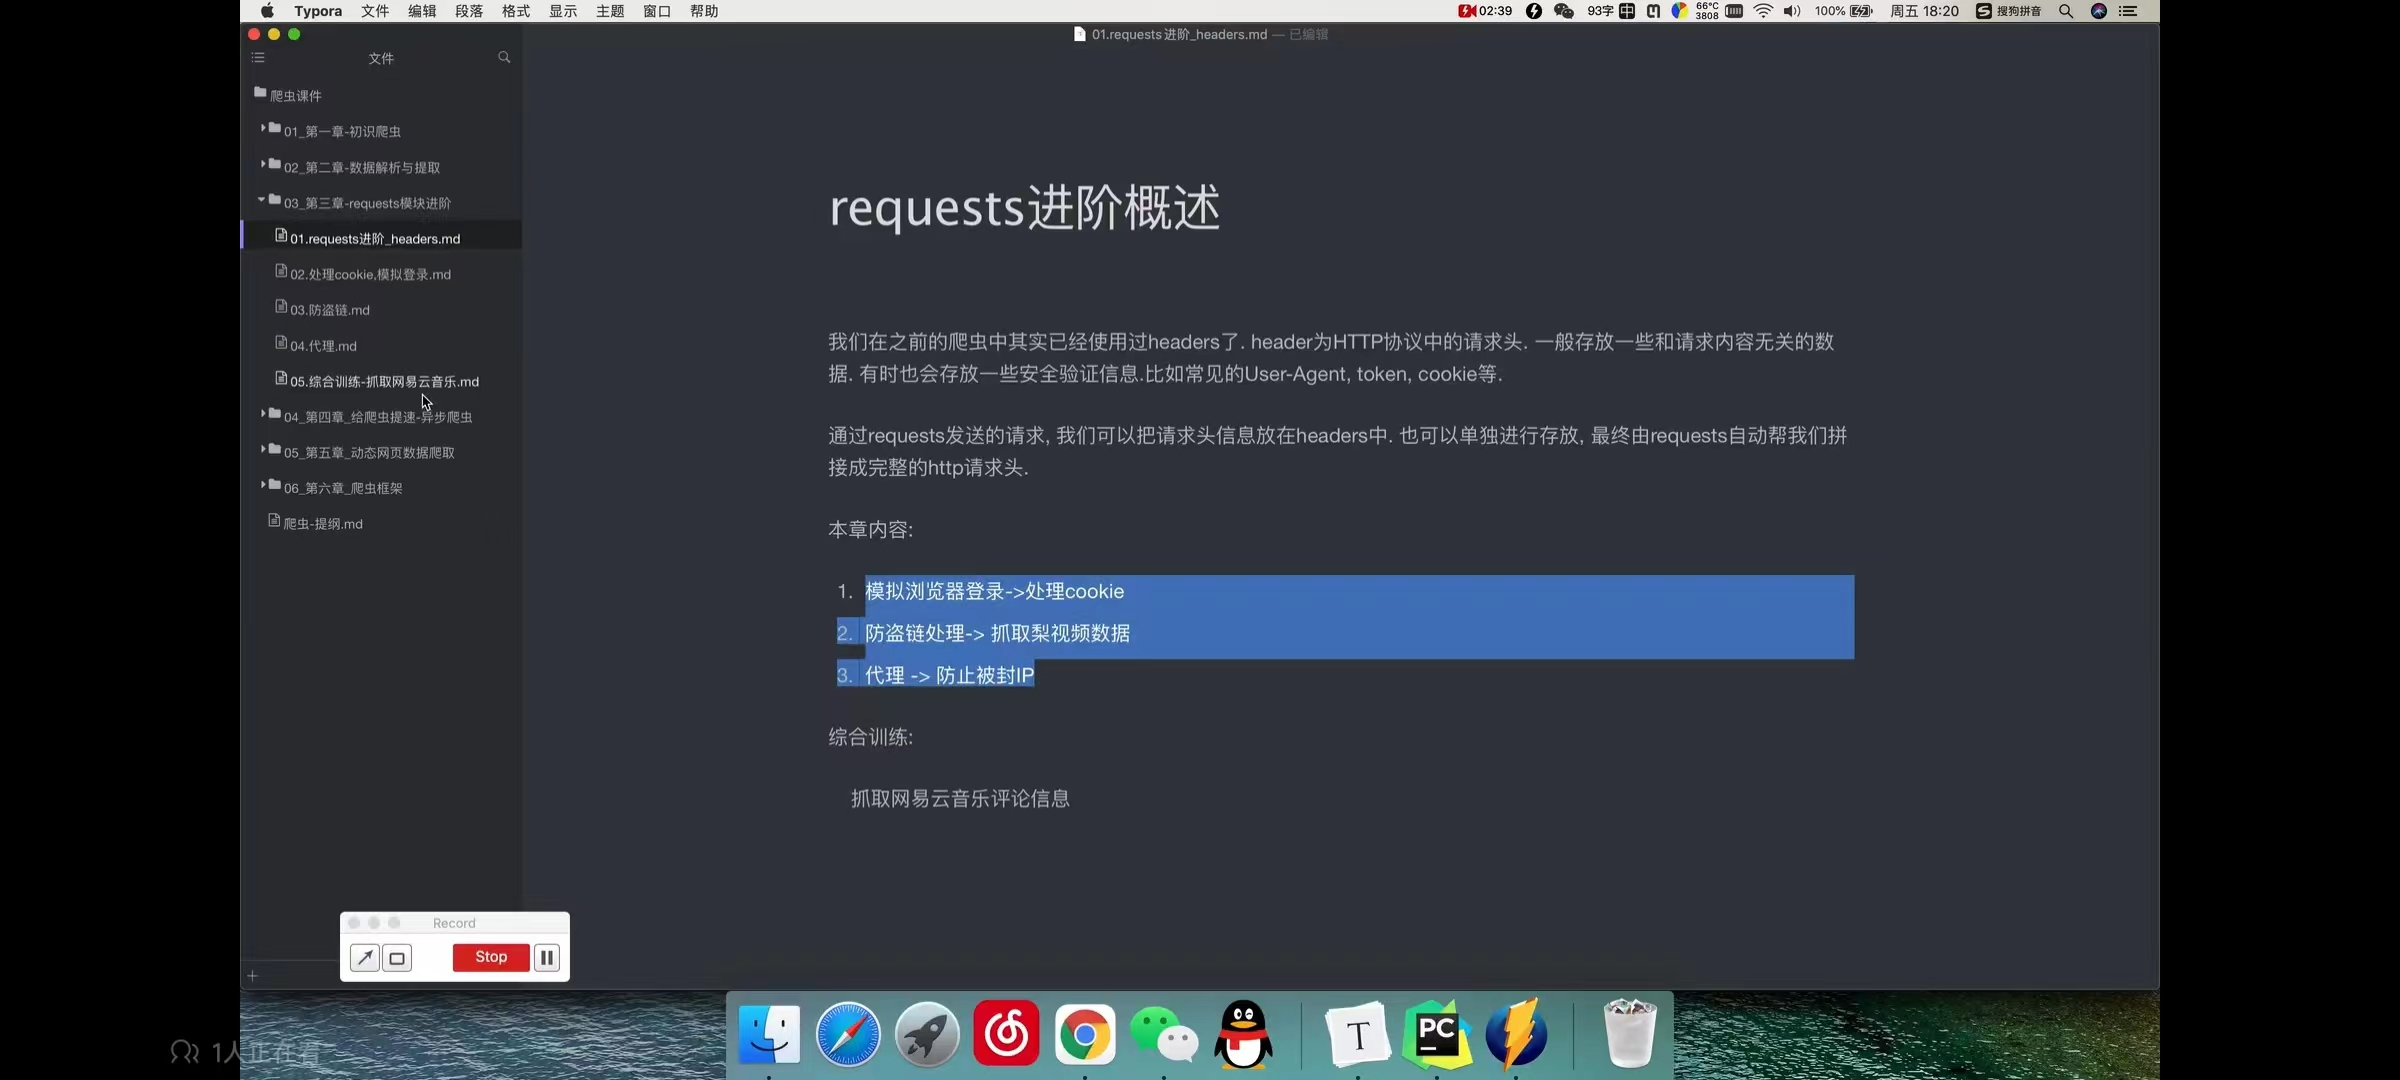 Typora 文件 编辑 段落 格式 显示 主题 窗口 帮助
02:39 93字 中 66°C 3808 100% 周五 18:20 S 搜狗拼音
01.requests进阶_headers.md — 已编辑
文件
爬虫课件
01_第一章-初识爬虫
02_第二章-数据解析与提取
03_第三章-requests模块进阶
01.requests进阶_headers.md
02.处理cookie,模拟登录.md
03.防盗链.md
04.代理.md
05.综合训练-抓取网易云音乐.md
04_第四章_给爬虫提速-异步爬虫
05_第五章_动态网页数据爬取
06_第六章_爬虫框架
爬虫-提纲.md
requests进阶概述
我们在之前的爬虫中其实已经使用过headers了. header为HTTP协议中的请求头. 一般存放一些和请求内容无关的数
据. 有时也会存放一些安全验证信息.比如常见的User-Agent, token, cookie等.
通过requests发送的请求, 我们可以把请求头信息放在headers中. 也可以单独进行存放, 最终由requests自动帮我们拼
接成完整的http请求头.
本章内容:
1. 模拟浏览器登录->处理cookie
2. 防盗链处理-> 抓取梨视频数据
3. 代理 -> 防止被封IP
综合训练:
抓取网易云音乐评论信息
Record
Stop
T
PC
1人正在看